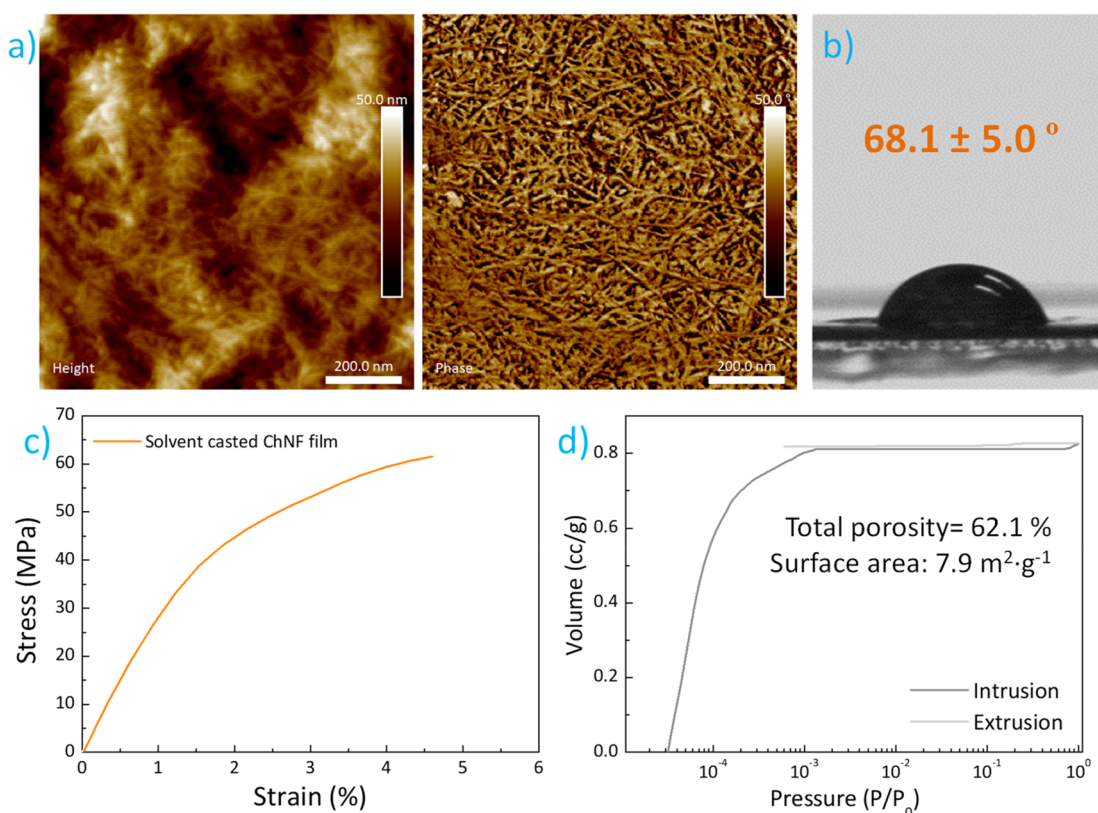 a)
50.0 nm
Height
200.0 nm
50.0 °
Phase
200.0 nm
b)
68.1 ± 5.0 º
c)
70
60
50
40
30
20
10
0
Stress (MPa)
Solvent casted ChNF film
0 1 2 3 4 5 6
Strain (%)
d)
0.8
0.6
0.4
0.2
0.0
Volume (cc/g)
Total porosity= 62.1 %
Surface area: 7.9 m²·g⁻¹
Intrusion
Extrusion
10⁻⁴ 10⁻³ 10⁻² 10⁻¹ 10⁰
Pressure (P/P₀)